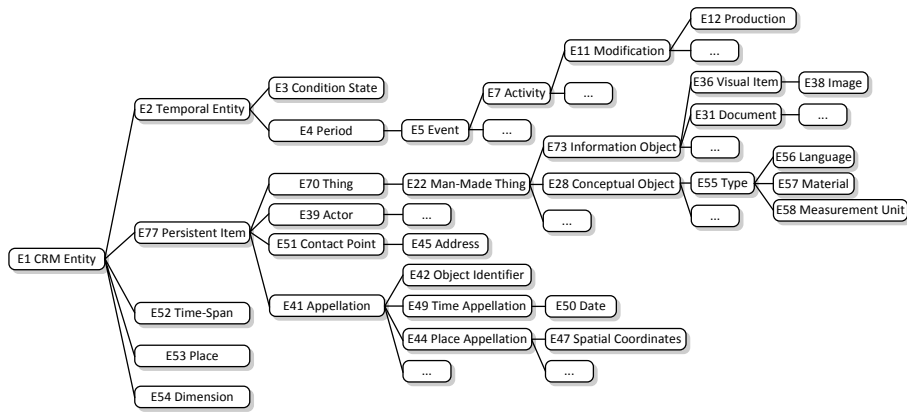 E1 CRM Entity
E2 Temporal Entity
E3 Condition State
E4 Period
E5 Event
E7 Activity
E11 Modification
E12 Production
...
...
...
E77 Persistent Item
E70 Thing
E22 Man-Made Thing
E73 Information Object
E36 Visual Item
E38 Image
E31 Document
...
...
E28 Conceptual Object
E55 Type
E56 Language
E57 Material
E58 Measurement Unit
...
...
E39 Actor
...
E51 Contact Point
E45 Address
E41 Appellation
E42 Object Identifier
E49 Time Appellation
E50 Date
E44 Place Appellation
E47 Spatial Coordinates
...
...
E52 Time-Span
E53 Place
E54 Dimension